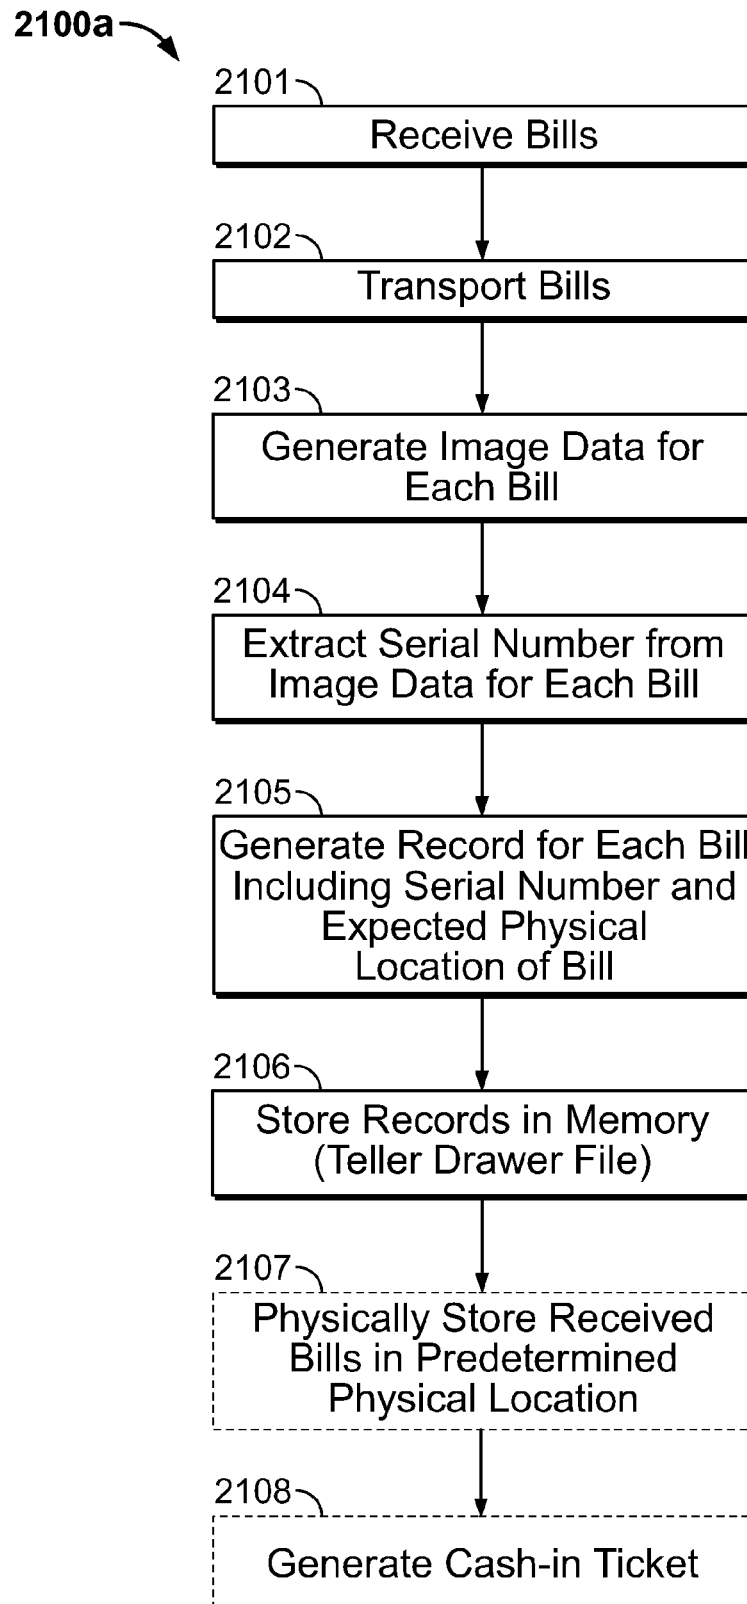 2100a
2101
Receive Bills
2102
Transport Bills
2103
Generate Image Data for
Each Bill
2104
Extract Serial Number from
Image Data for Each Bill
2105
Generate Record for Each Bill
Including Serial Number and
Expected Physical
Location of Bill
2106
Store Records in Memory
(Teller Drawer File)
2107
Physically Store Received
Bills in Predetermined
Physical Location
2108
Generate Cash-in Ticket